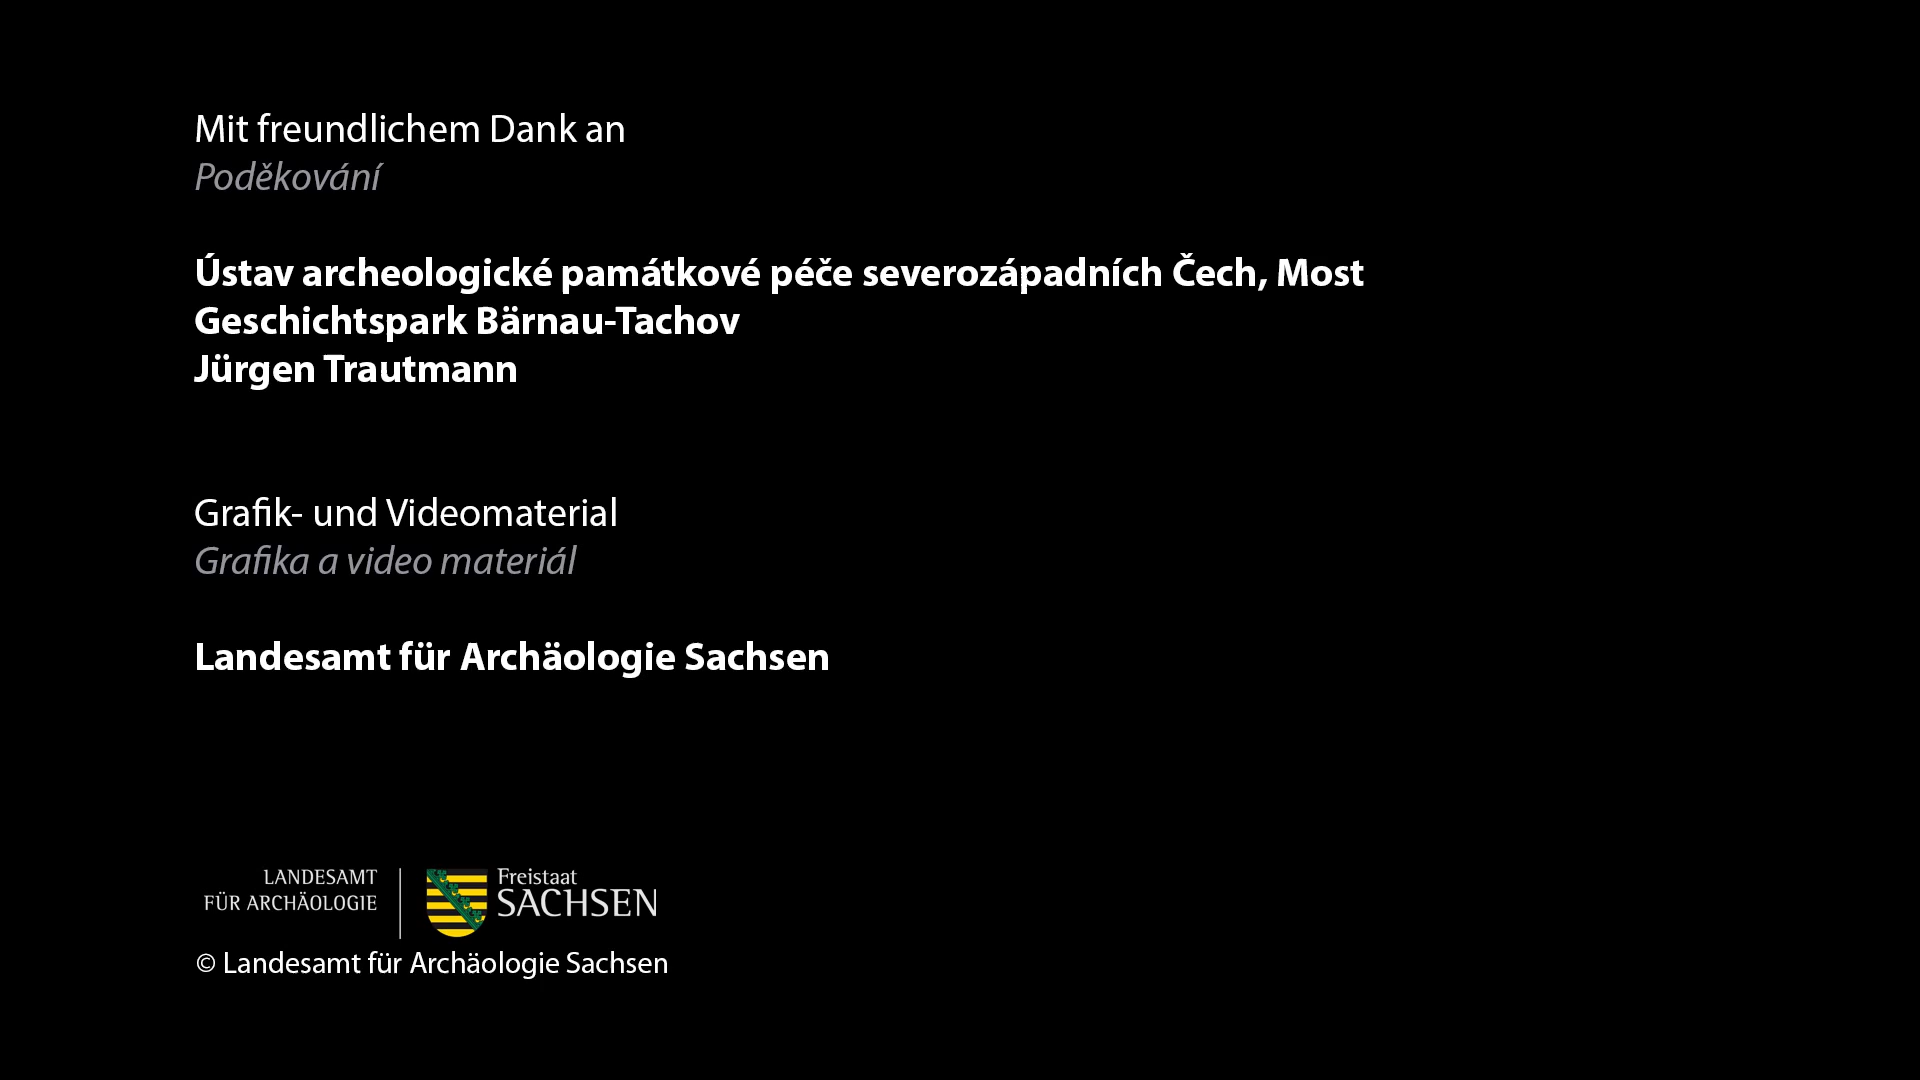 Mit freundlichem Dank an
Poděkování
Ústav archeologické památkové péče severozápadních Čech, Most
Geschichtspark Bärnau-Tachov
Jürgen Trautmann
Grafik- und Videomaterial
Grafika a video materiál
Landesamt für Archäologie Sachsen
LANDESAMT
FÜR ARCHÄOLOGIE
Freistaat
SACHSEN
© Landesamt für Archäologie Sachsen